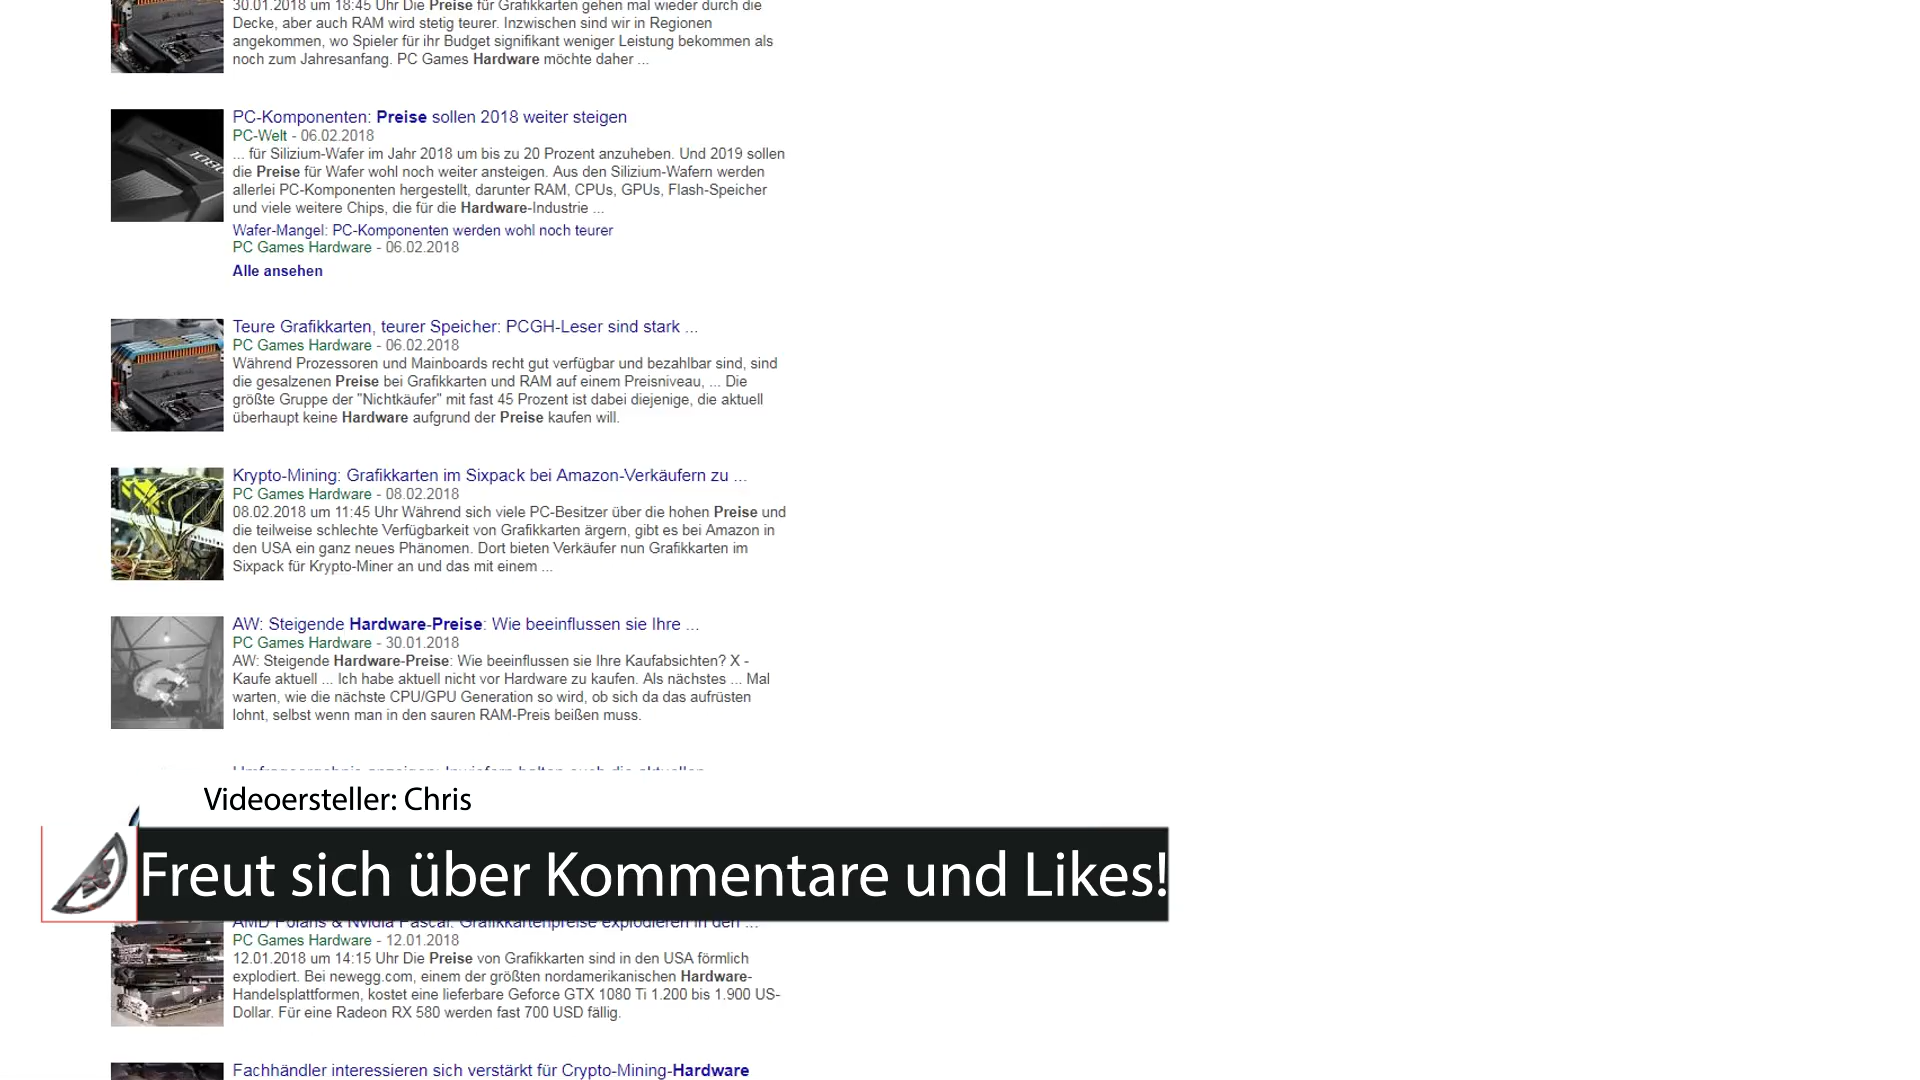 30.01.2018 um 18:45 Uhr Die Preise für Grafikkarten gehen mal wieder durch die
Decke, aber auch RAM wird stetig teurer. Inzwischen sind wir in Regionen
angekommen, wo Spieler für ihr Budget signifikant weniger Leistung bekommen als
noch zum Jahresanfang. PC Games Hardware möchte daher ...
PC-Komponenten: Preise sollen 2018 weiter steigen
PC-Welt - 06.02.2018
... für Silizium-Wafer im Jahr 2018 um bis zu 20 Prozent anzuheben. Und 2019 sollen
die Preise für Wafer wohl noch weiter ansteigen. Aus den Silizium-Wafern werden
allerlei PC-Komponenten hergestellt, darunter RAM, CPUs, GPUs, Flash-Speicher
und viele weitere Chips, die für die Hardware-Industrie ...
Wafer-Mangel: PC-Komponenten werden wohl noch teurer
PC Games Hardware - 06.02.2018
Alle ansehen
Teure Grafikkarten, teurer Speicher: PCGH-Leser sind stark ...
PC Games Hardware - 06.02.2018
Während Prozessoren und Mainboards recht gut verfügbar und bezahlbar sind, sind
die gesalzenen Preise bei Grafikkarten und RAM auf einem Preisniveau, ... Die
größte Gruppe der "Nichtkäufer" mit fast 45 Prozent ist dabei diejenige, die aktuell
überhaupt keine Hardware aufgrund der Preise kaufen will.
Krypto-Mining: Grafikkarten im Sixpack bei Amazon-Verkäufern zu ...
PC Games Hardware - 08.02.2018
08.02.2018 um 11:45 Uhr Während sich viele PC-Besitzer über die hohen Preise und
die teilweise schlechte Verfügbarkeit von Grafikkarten ärgern, gibt es bei Amazon in
den USA ein ganz neues Phänomen. Dort bieten Verkäufer nun Grafikkarten im
Sixpack für Krypto-Miner an und das mit einem ...
AW: Steigende Hardware-Preise: Wie beeinflussen sie Ihre ...
PC Games Hardware - 30.01.2018
AW: Steigende Hardware-Preise: Wie beeinflussen sie Ihre Kaufabsichten? X -
Kaufe aktuell ... Ich habe aktuell nicht vor Hardware zu kaufen. Als nächstes ... Mal
warten, wie die nächste CPU/GPU Generation so wird, ob sich da das aufrüsten
lohnt, selbst wenn man in den sauren RAM-Preis beißen muss.
Umfrageergebnis anzeigen: Inwiefern halten euch die aktuellen
Videoersteller: Chris
Freut sich über Kommentare und Likes!
AMD Polaris & Nvidia Pascal: Grafikkartenpreise explodieren in den ...
PC Games Hardware - 12.01.2018
12.01.2018 um 14:15 Uhr Die Preise von Grafikkarten sind in den USA förmlich
explodiert. Bei newegg.com, einem der größten nordamerikanischen Hardware-
Handelsplattformen, kostet eine lieferbare Geforce GTX 1080 Ti 1.200 bis 1.900 US-
Dollar. Für eine Radeon RX 580 werden fast 700 USD fällig.
Fachhändler interessieren sich verstärkt für Crypto-Mining-Hardware